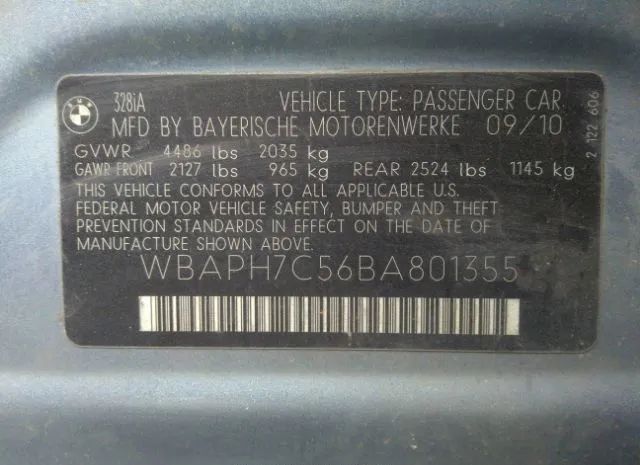 BMW
328iA VEHICLE TYPE: PASSENGER CAR
MFD BY BAYERISCHE MOTORENWERKE 09/10
GVWR 4486 lbs 2035 kg
GAWR FRONT 2127 lbs 965 kg REAR 2524 lbs 1145 kg
THIS VEHICLE CONFORMS TO ALL APPLICABLE U.S.
FEDERAL MOTOR VEHICLE SAFETY, BUMPER AND THEFT
PREVENTION STANDARDS IN EFFECT ON THE DATE OF
MANUFACTURE SHOWN ABOVE.
WBAPH7C56BA801355
2 122 606